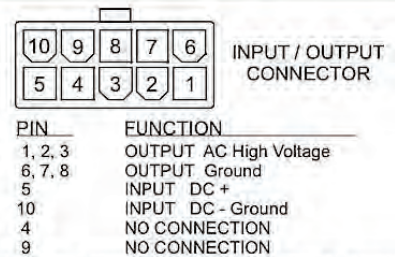 10 9 8 7 6
5 4 3 2 1
INPUT / OUTPUT
CONNECTOR
PIN FUNCTION
1, 2, 3 OUTPUT AC High Voltage
6, 7, 8 OUTPUT Ground
5 INPUT DC +
10 INPUT DC - Ground
4 NO CONNECTION
9 NO CONNECTION